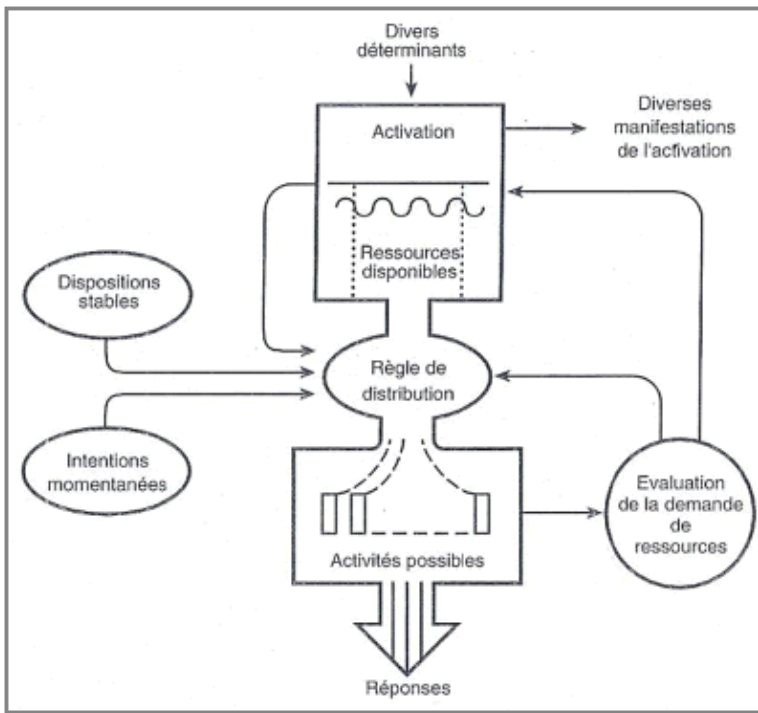 Divers
déterminants
Activation
Diverses
manifestations
de l'activation
Ressources
disponibles
Dispositions
stables
Règle de
distribution
Intentions
momentanées
Evaluation
de la demande
de
ressources
Activités possibles
Réponses